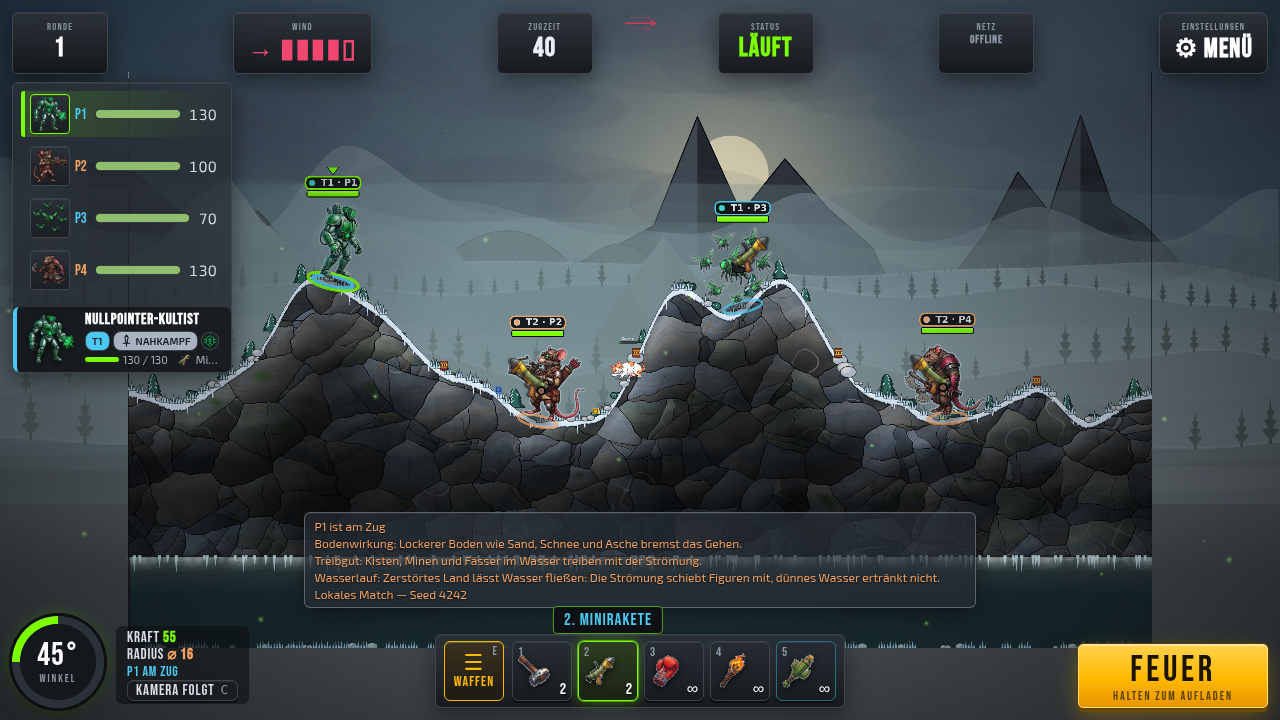 RUNDE
1
WIND
→
ZUGZEIT
40
STATUS
LÄUFT
NETZ
OFFLINE
EINSTELLUNGEN
⚙ MENÜ
P1 130
P2 100
P3 70
P4 130
NULLPOINTER-KULTIST
T1 NAHKAMPF
130 / 130 Mi...
T1 · P1
T1 · P3
T2 · P2
T2 · P4
P1 ist am Zug
Bodenwirkung: Lockerer Boden wie Sand, Schnee und Asche bremst das Gehen.
Treibgut: Kisten, Minen und Fässer im Wasser treiben mit der Strömung.
Wasserlauf: Zerstörtes Land lässt Wasser fließen: Die Strömung schiebt Figuren mit, dünnes Wasser ertränkt nicht.
Lokales Match — Seed 4242
2. MINIRAKETE
45°
WINKEL
KRAFT 55
RADIUS ⌀ 16
P1 AM ZUG
KAMERA FOLGT C
☰ E
WAFFEN
1 2
2 2
3 ∞
4 ∞
5 ∞
FEUER
HALTEN ZUM AUFLADEN